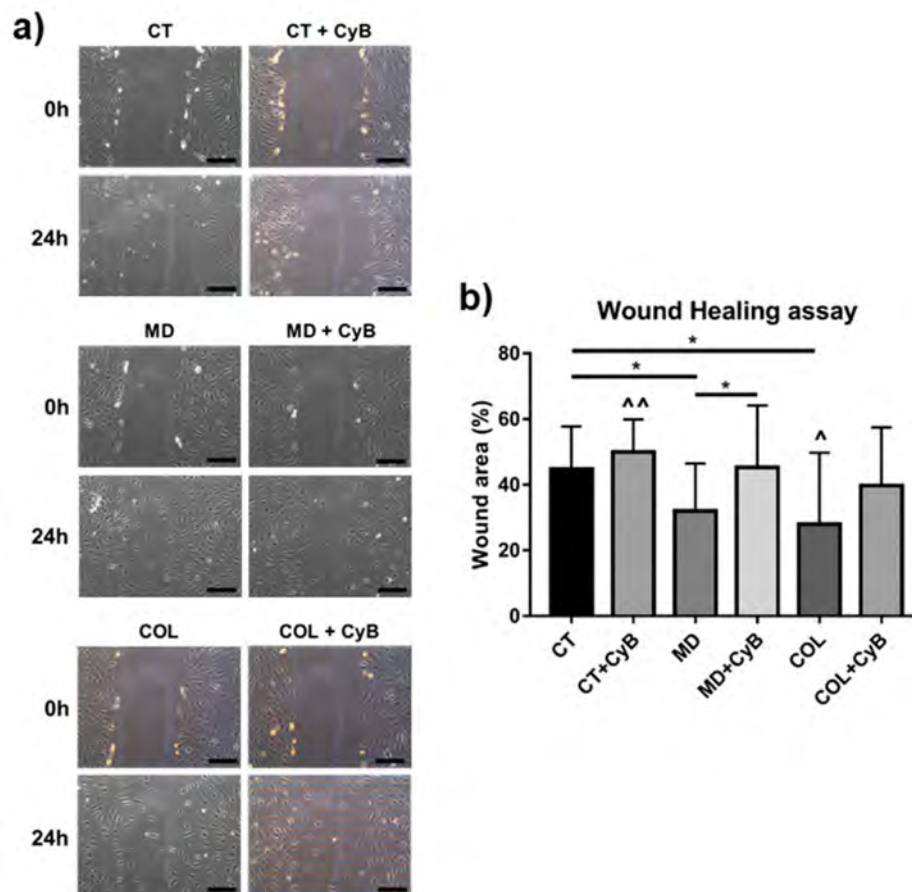 a)
CT CT + CyB
0h
24h
MD MD + CyB
0h
24h
COL COL + CyB
0h
24h
b)
Wound Healing assay
*
*
*
^^
^
Wound area (%)
80
60
40
20
0
CT
CT+CyB
MD
MD+CyB
COL
COL+CyB